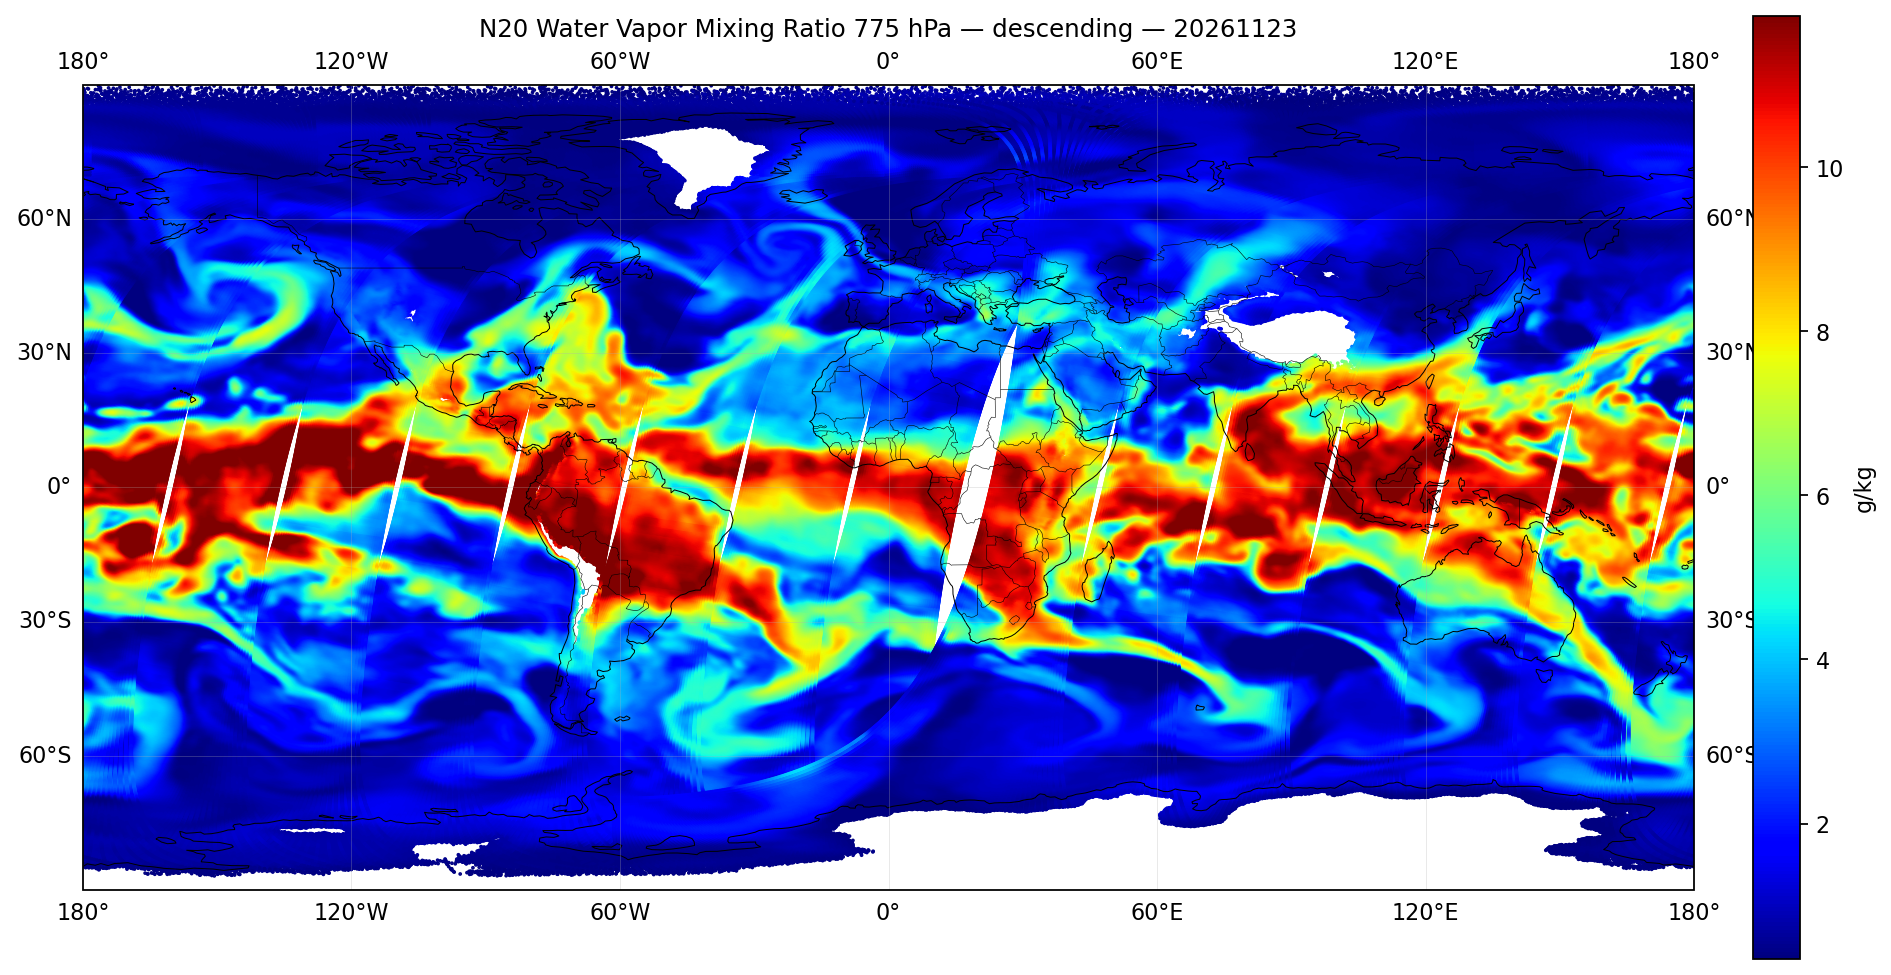 N20 Water Vapor Mixing Ratio 775 hPa — descending — 20261123
180° 120°W 60°W 0° 60°E 120°E 180°
60°N 60°N
30°N 30°N
0° 0°
30°S 30°S
60°S 60°S
180° 120°W 60°W 0° 60°E 120°E 180°
10
8
6
4
2
g/kg